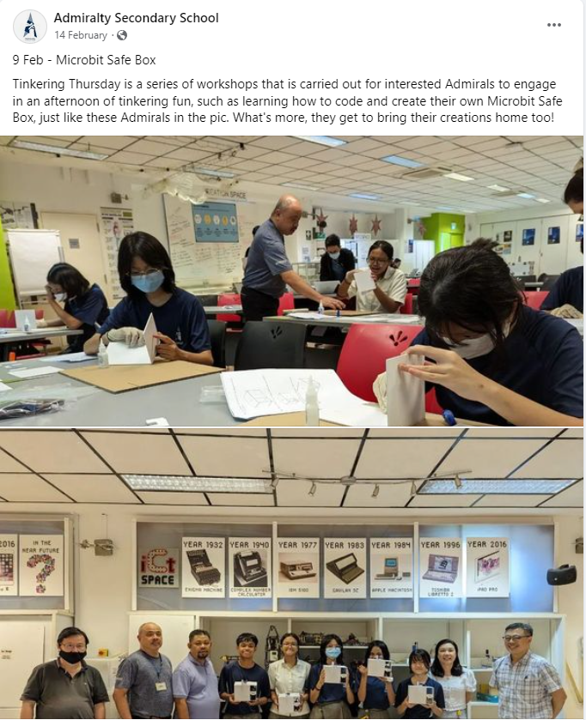 Admiralty Secondary School
14 February
9 Feb - Microbit Safe Box
Tinkering Thursday is a series of workshops that is carried out for interested Admirals to engage
in an afternoon of tinkering fun, such as learning how to code and create their own Microbit Safe
Box, just like these Admirals in the pic. What's more, they get to bring their creations home too!
SPACE
2016
IN THE
NEAR FUTURE
?
iCt
SPACE
YEAR 1932
ENIGMA MACHINE
YEAR 1940
COMPLEX NUMBER
CALCULATOR
YEAR 1977
YEAR 1983
GAVILAN SC
YEAR 1984
APPLE MACINTOSH
YEAR 1996
TOSHIBA
LIBRETTO
YEAR 2016
IPAD PRO